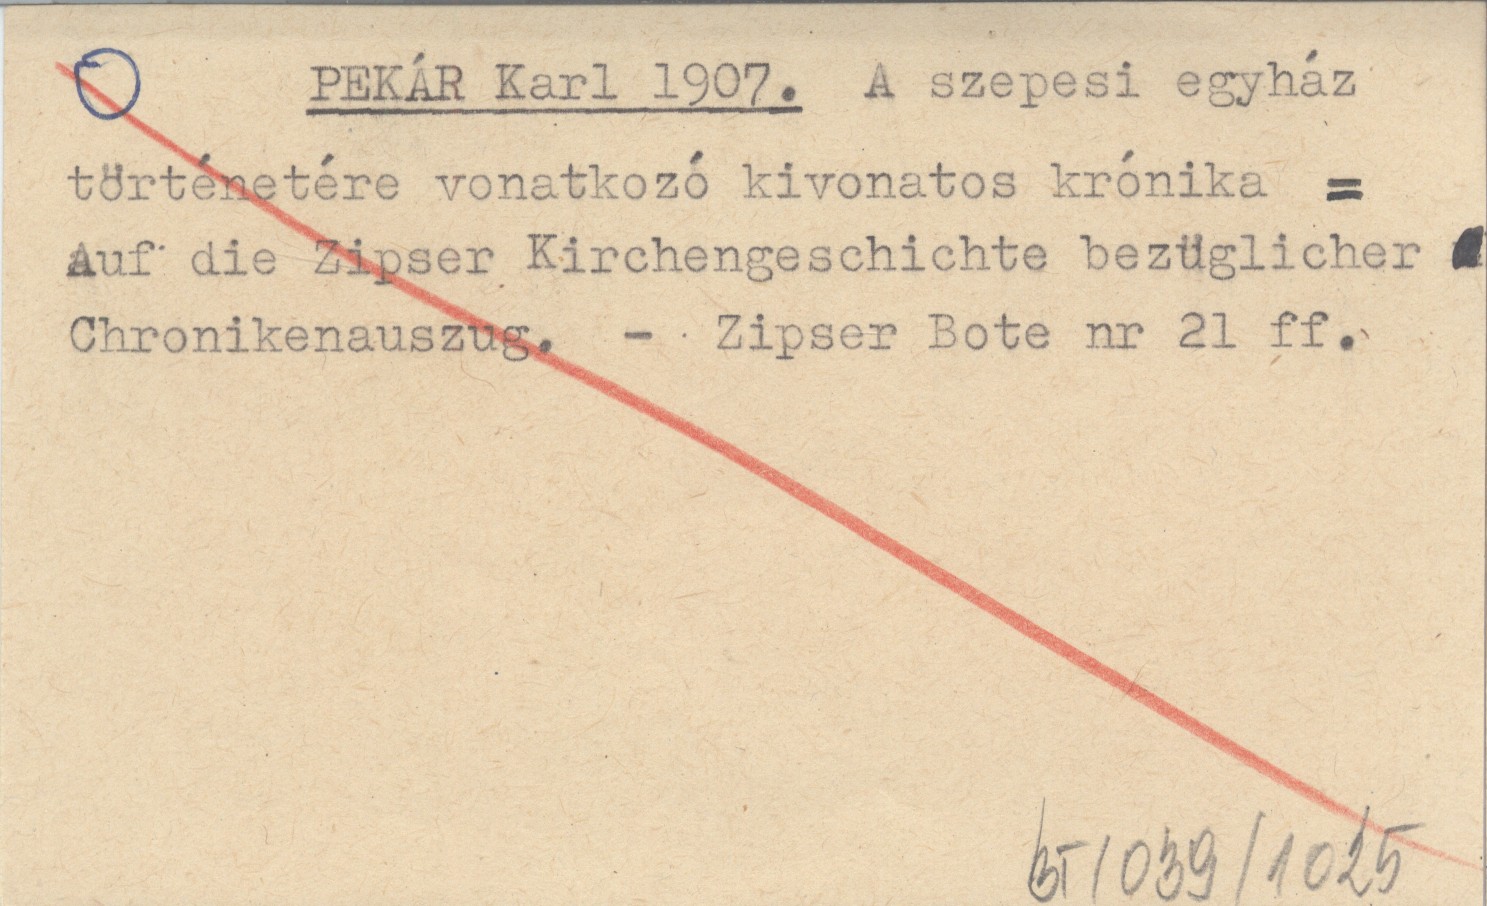 PEKÁR Karl 1907. A szepesi egyház
történetére vonatkozó kivonatos krónika =
Auf die Zipser Kirchengeschichte bezüglicher
Chronikenauszug. - Zipser Bote nr 21 ff.
BT/039/1025